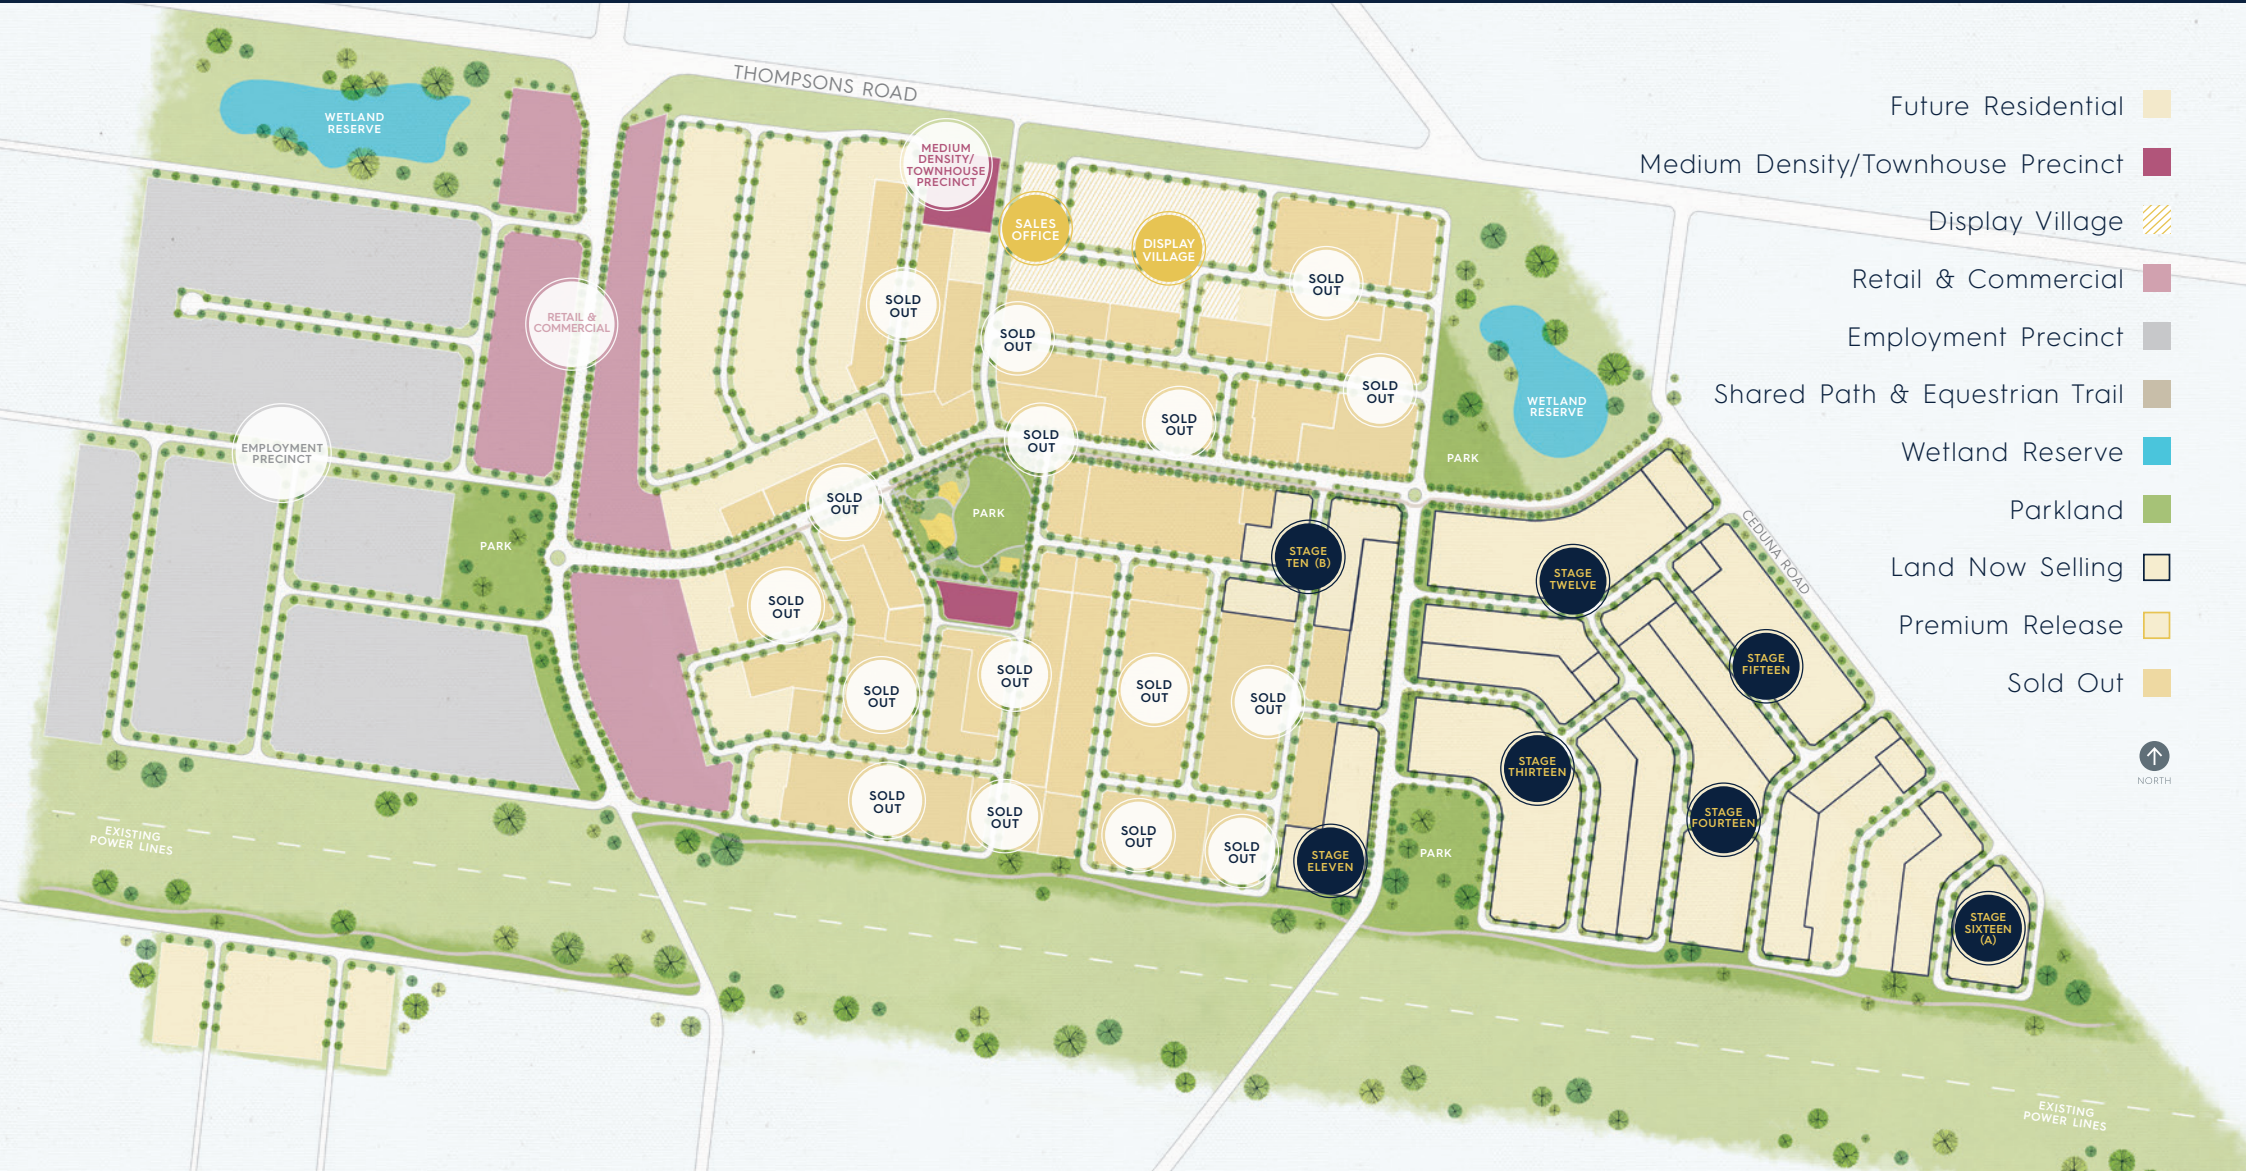 THOMPSONS ROAD
WETLAND
RESERVE
MEDIUM
DENSITY/
TOWNHOUSE
PRECINCT
SALES
OFFICE
DISPLAY
VILLAGE
SOLD
OUT
SOLD
OUT
RETAIL &
COMMERCIAL
SOLD
OUT
SOLD
OUT
WETLAND
RESERVE
SOLD
OUT
SOLD
OUT
EMPLOYMENT
PRECINCT
PARK
SOLD
OUT
PARK
PARK
CEDUNA ROAD
STAGE
TEN (B)
STAGE
TWELVE
SOLD
OUT
STAGE
FIFTEEN
SOLD
OUT
SOLD
OUT
SOLD
OUT
SOLD
OUT
STAGE
THIRTEEN
SOLD
OUT
SOLD
OUT
STAGE
FOURTEEN
SOLD
OUT
SOLD
OUT
STAGE
ELEVEN
PARK
EXISTING
POWER LINES
STAGE
SIXTEEN
(A)
EXISTING
POWER LINES
Future Residential
Medium Density/Townhouse Precinct
Display Village
Retail & Commercial
Employment Precinct
Shared Path & Equestrian Trail
Wetland Reserve
Parkland
Land Now Selling
Premium Release
Sold Out
NORTH